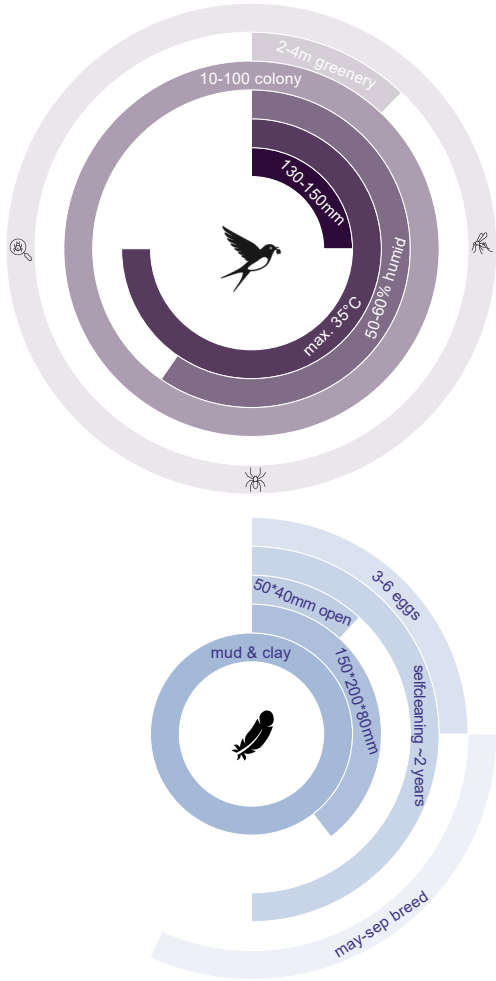 2-4m greenery
10-100 colony
130-150mm
50-60% humid
max. 35°C
3-6 eggs
50*40mm open
mud & clay
150*200*80mm
selfcleaning ~2 years
may-sep breed